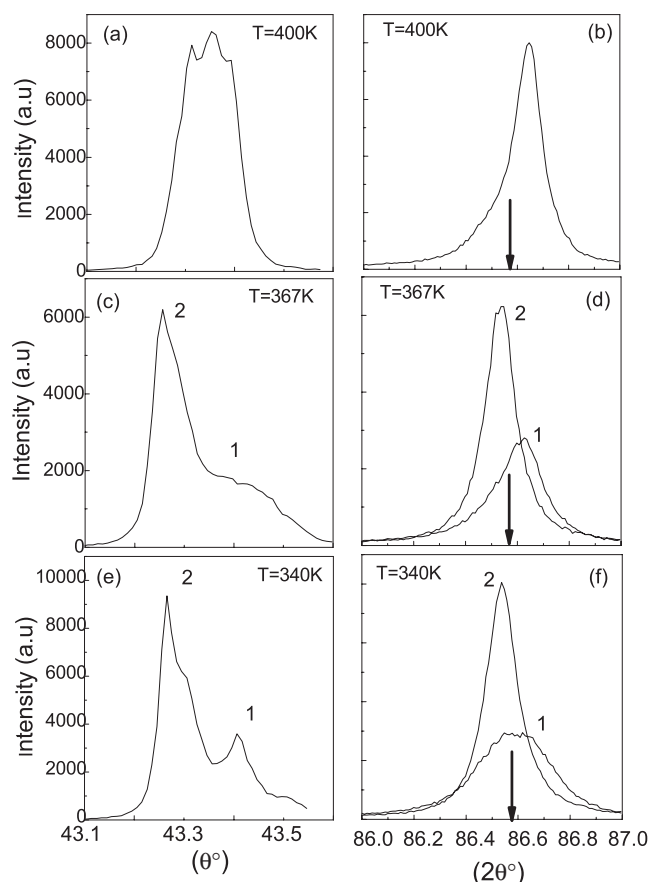 (a) T=400K
8000
6000
4000
2000
0
Intensity (a.u)
T=400K (b)
(c) T=367K
2
1
6000
4000
2000
0
Intensity (a.u)
T=367K (d)
2
1
(e) T=340K
2
1
10000
8000
6000
4000
2000
0
Intensity (a.u)
43.1 43.3 43.5
(θ°)
T=340K (f)
2
1
86.0 86.2 86.4 86.6 86.8 87.0
(2θ°)